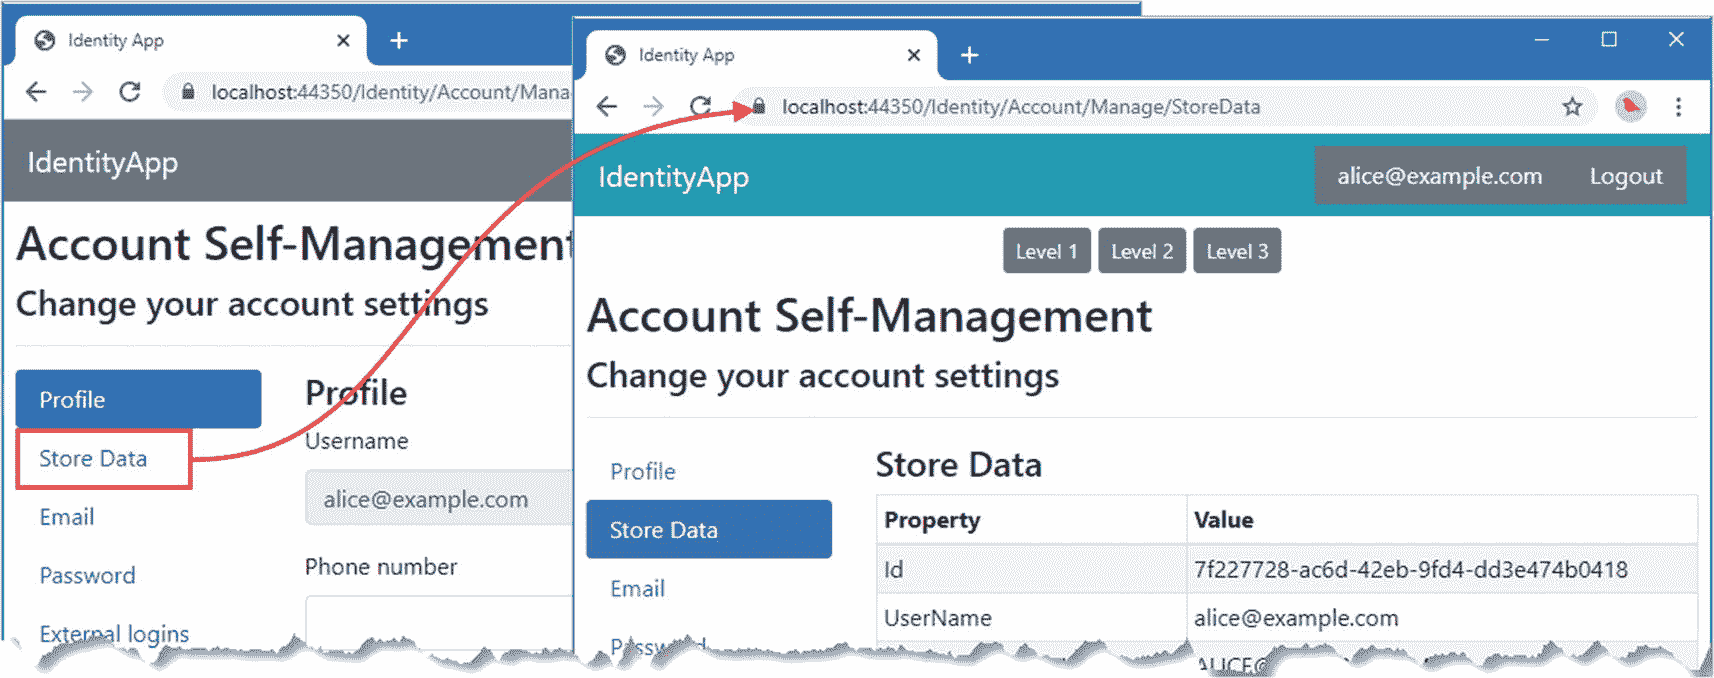 Identity App
localhost:44350/Identity/Account/Mana
IdentityApp
Account Self-Management
Change your account settings
Profile
Store Data
Email
Password
External logins
Profile
Username
alice@example.com
Phone number
Identity App
localhost:44350/Identity/Account/Manage/StoreData
IdentityApp
alice@example.com Logout
Level 1 Level 2 Level 3
Account Self-Management
Change your account settings
Profile
Store Data
Email
Password
Store Data
Property Value
Id 7f227728-ac6d-42eb-9fd4-dd3e474b0418
UserName alice@example.com